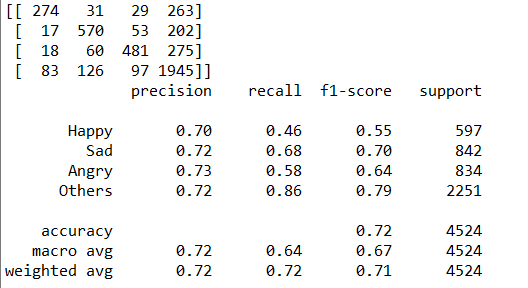 [[ 274 31 29 263]
[ 17 570 53 202]
[ 18 60 481 275]
[ 83 126 97 1945]]
precision recall f1-score support
Happy 0.70 0.46 0.55 597
Sad 0.72 0.68 0.70 842
Angry 0.73 0.58 0.64 834
Others 0.72 0.86 0.79 2251
accuracy 0.72 4524
macro avg 0.72 0.64 0.67 4524
weighted avg 0.72 0.72 0.71 4524